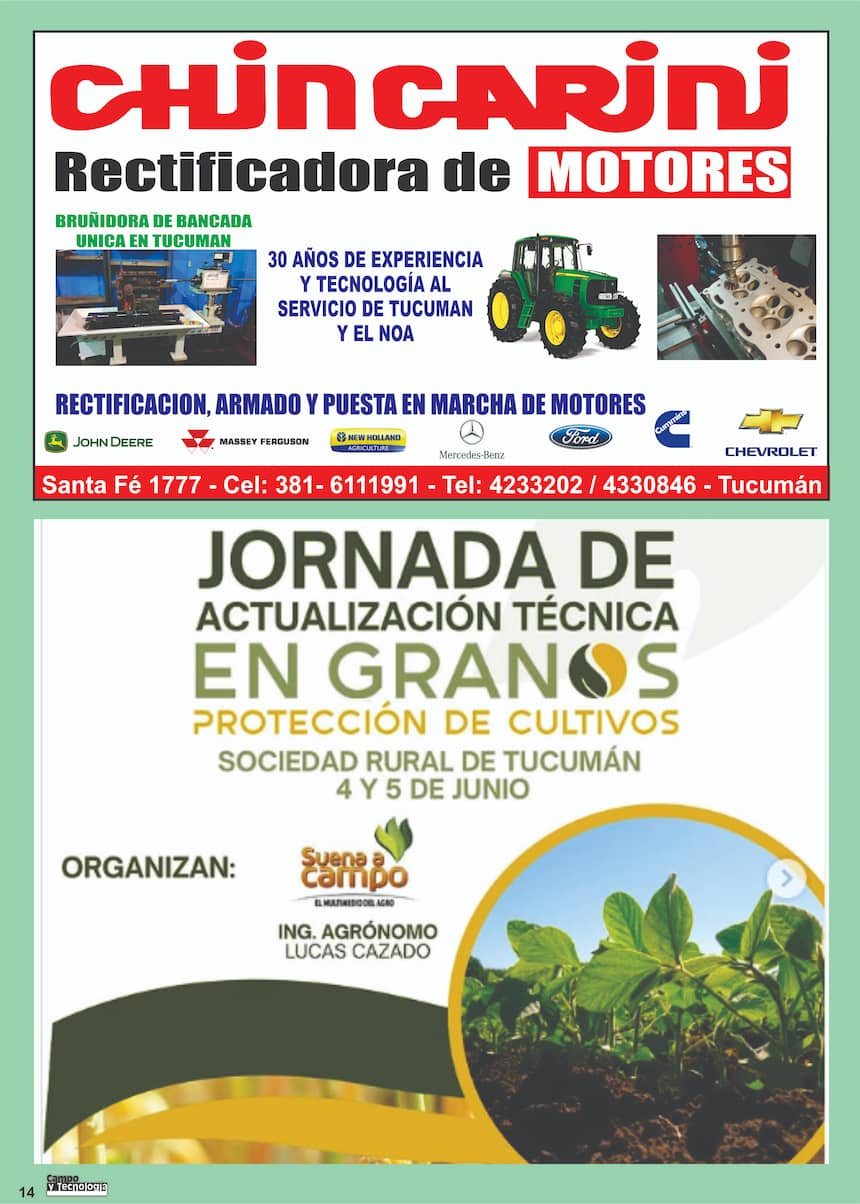 CHINCARINI
Rectificadora de MOTORES
BRUÑIDORA DE BANCADA
UNICA EN TUCUMAN
30 AÑOS DE EXPERIENCIA
Y TECNOLOGÍA AL
SERVICIO DE TUCUMAN
Y EL NOA
RECTIFICACION, ARMADO Y PUESTA EN MARCHA DE MOTORES
JOHN DEERE
MASSEY FERGUSON
NEW HOLLAND
AGRICULTURE
Mercedes-Benz
Ford
Cummins
CHEVROLET
Santa Fé 1777 - Cel: 381- 6111991 - Tel: 4233202 / 4330846 - Tucumán
JORNADA DE
ACTUALIZACIÓN TÉCNICA
EN GRANOS
PROTECCIÓN DE CULTIVOS
SOCIEDAD RURAL DE TUCUMÁN
4 Y 5 DE JUNIO
ORGANIZAN:
Suena a
campo
EL MULTIMEDIO DEL AGRO
ING. AGRÓNOMO
LUCAS CAZADO
14
Campo
Y Tecnología